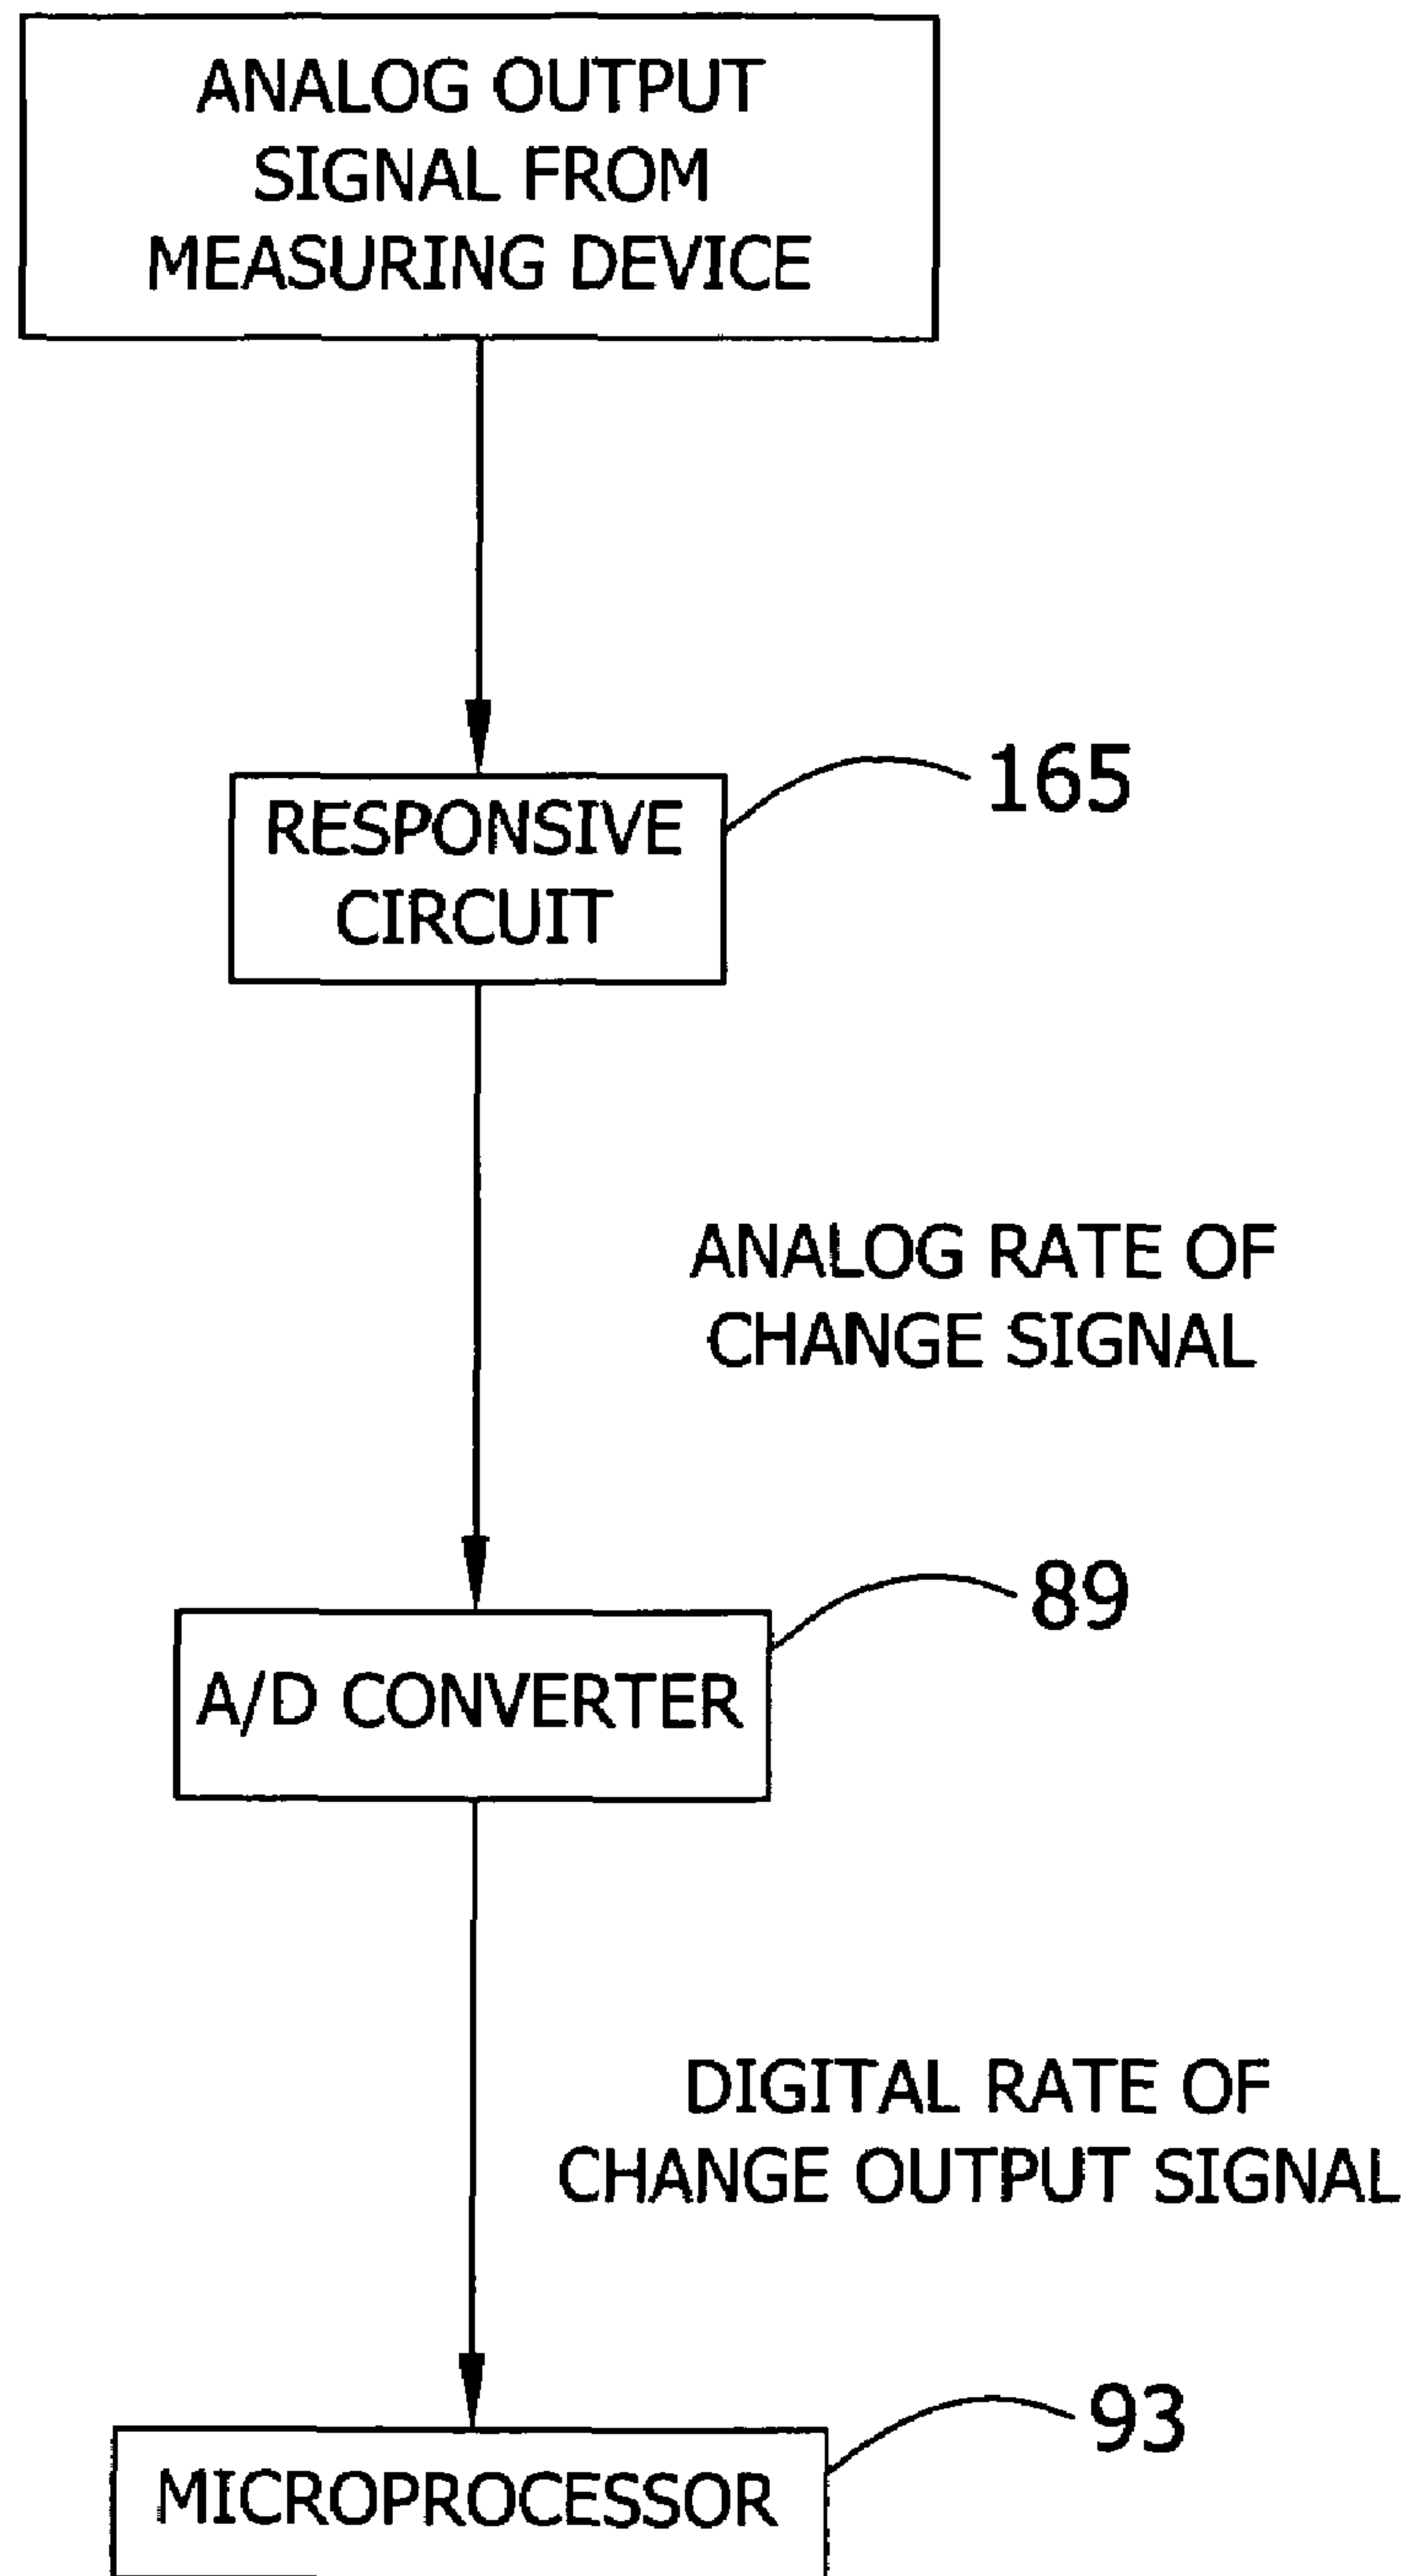 ANALOG OUTPUT
SIGNAL FROM
MEASURING DEVICE
165
RESPONSIVE
CIRCUIT
ANALOG RATE OF
CHANGE SIGNAL
89
A/D CONVERTER
DIGITAL RATE OF
CHANGE OUTPUT SIGNAL
93
MICROPROCESSOR